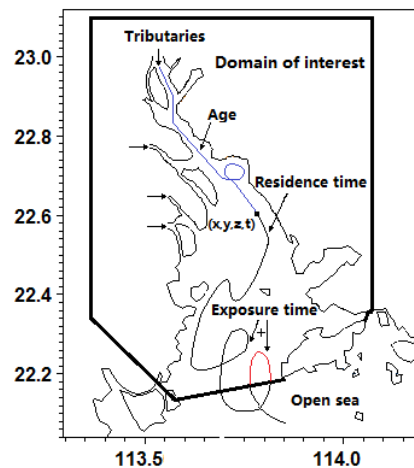 23.0
Tributaries
Domain of interest
22.8
Age
Residence time
22.6
(x,y,z,t)
22.4
Exposure time
+
22.2
Open sea
113.5
114.0